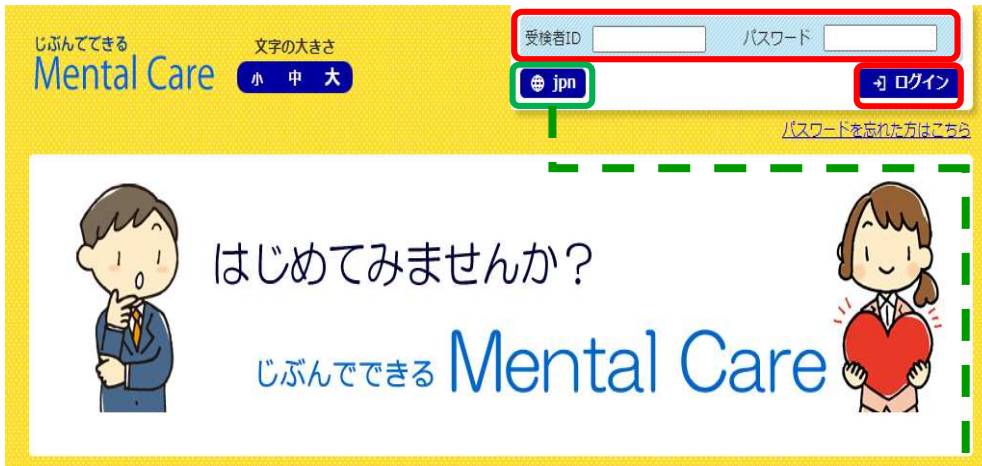 じぶんでできる
Mental Care
文字の大きさ
小 中 大
受検者ID
パスワード
jpn
ログイン
パスワードを忘れた方はこちら
はじめてみませんか？
じぶんでできる Mental Care